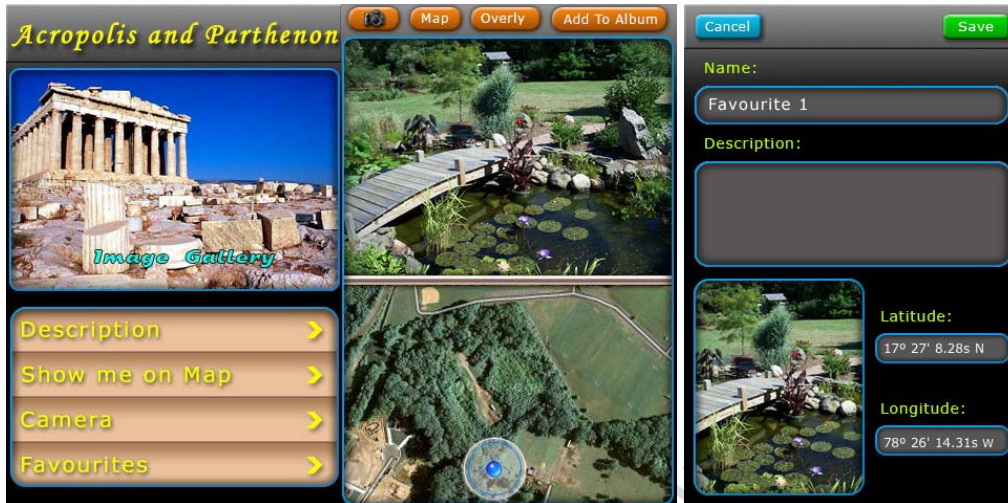 Acropolis and Parthenon
Image Gallery
Description
Show me on Map
Camera
Favourites
Map
Overly
Add To Album
Cancel
Save
Name:
Favourite 1
Description:
Latitude:
17º 27' 8.28s N
Longitude:
78º 26' 14.31s W